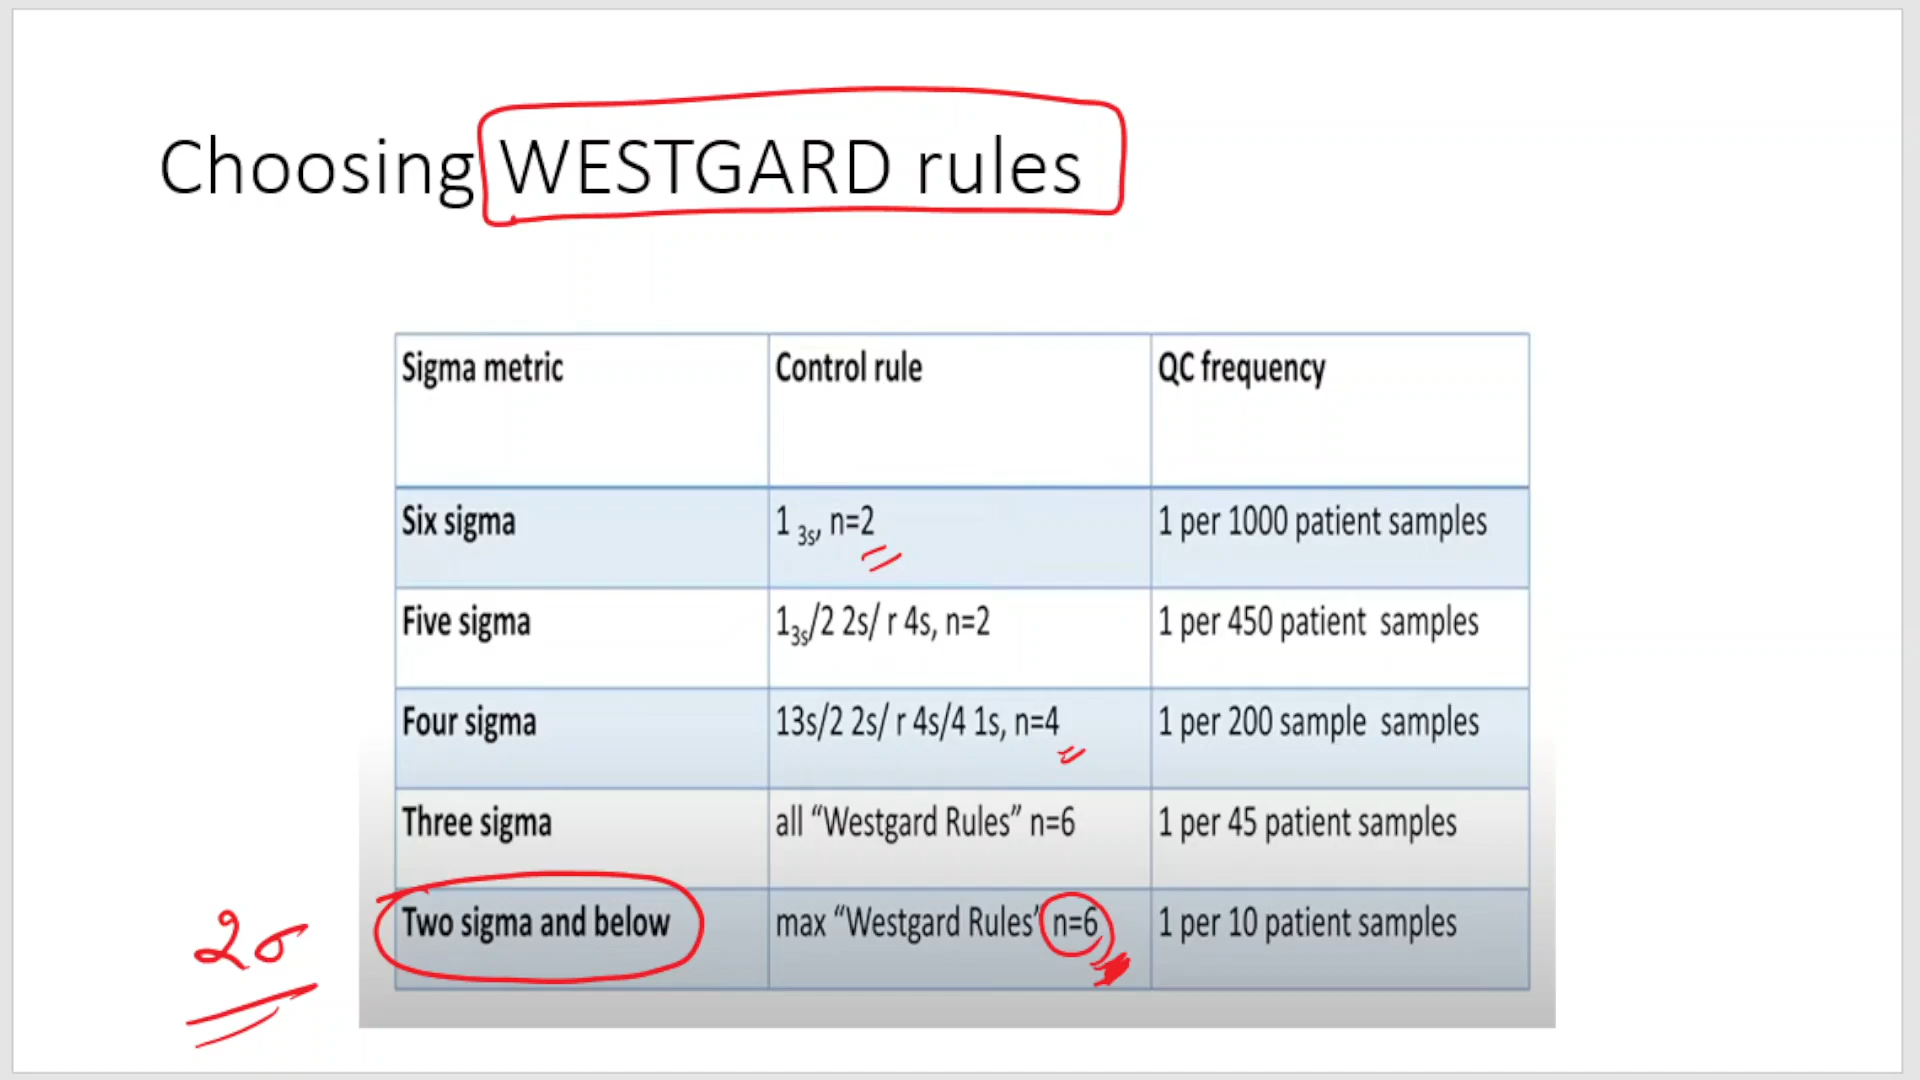 Choosing WESTGARD rules
Sigma metric Control rule QC frequency
Six sigma 1 3s, n=2 1 per 1000 patient samples
Five sigma 13s/2 2s/ r 4s, n=2 1 per 450 patient samples
Four sigma 13s/2 2s/ r 4s/4 1s, n=4 1 per 200 sample samples
Three sigma all “Westgard Rules” n=6 1 per 45 patient samples
Two sigma and below max “Westgard Rules” n=6 1 per 10 patient samples
2σ